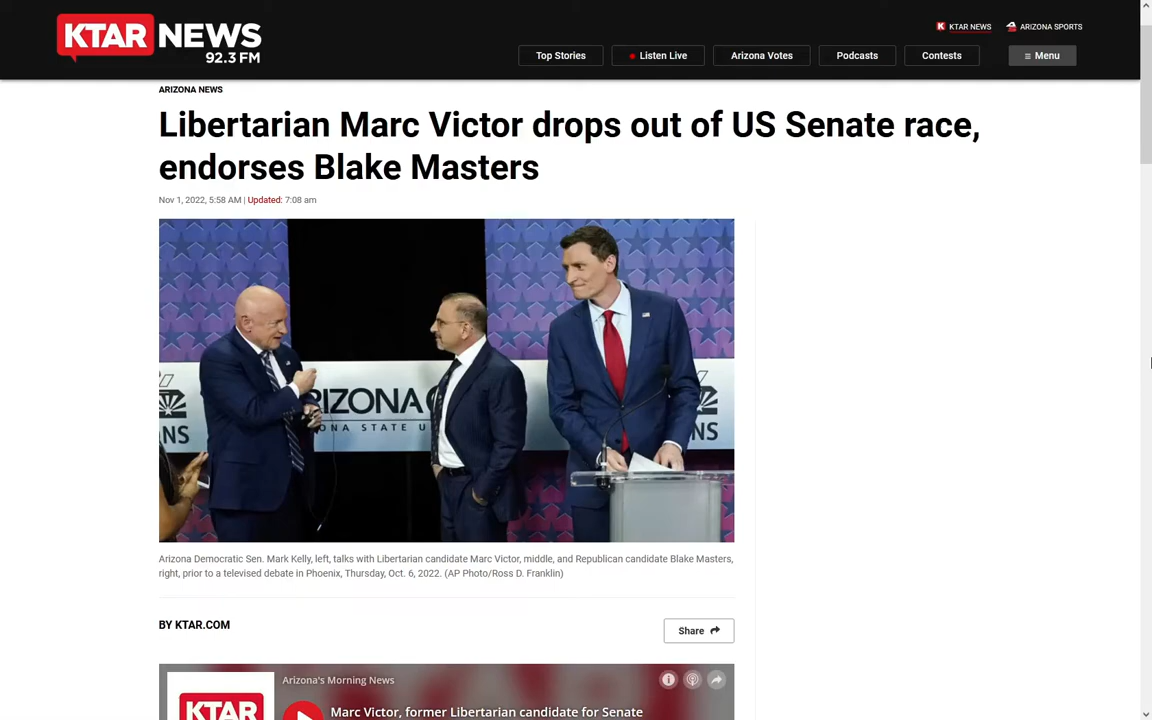 KTAR NEWS
92.3 FM
KTAR NEWS
ARIZONA SPORTS
Top Stories
Listen Live
Arizona Votes
Podcasts
Contests
≡ Menu
ARIZONA NEWS
Libertarian Marc Victor drops out of US Senate race,
endorses Blake Masters
Nov 1, 2022, 5:58 AM | Updated: 7:08 am
ARIZONA
ONA STATE U
NS
NS
Arizona Democratic Sen. Mark Kelly, left, talks with Libertarian candidate Marc Victor, middle, and Republican candidate Blake Masters,
right, prior to a televised debate in Phoenix, Thursday, Oct. 6, 2022. (AP Photo/Ross D. Franklin)
BY KTAR.COM
Share
Arizona's Morning News
KTAR
Marc Victor, former Libertarian candidate for Senate